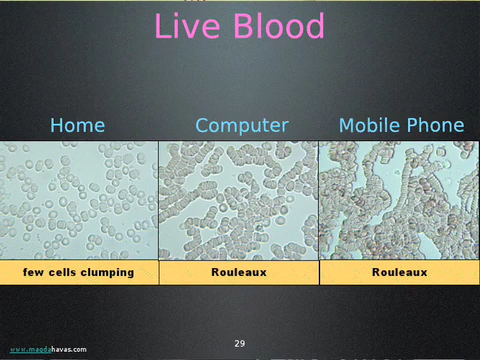 Live Blood
Home Computer Mobile Phone
few cells clumping Rouleaux Rouleaux
29
www.magdahavas.com